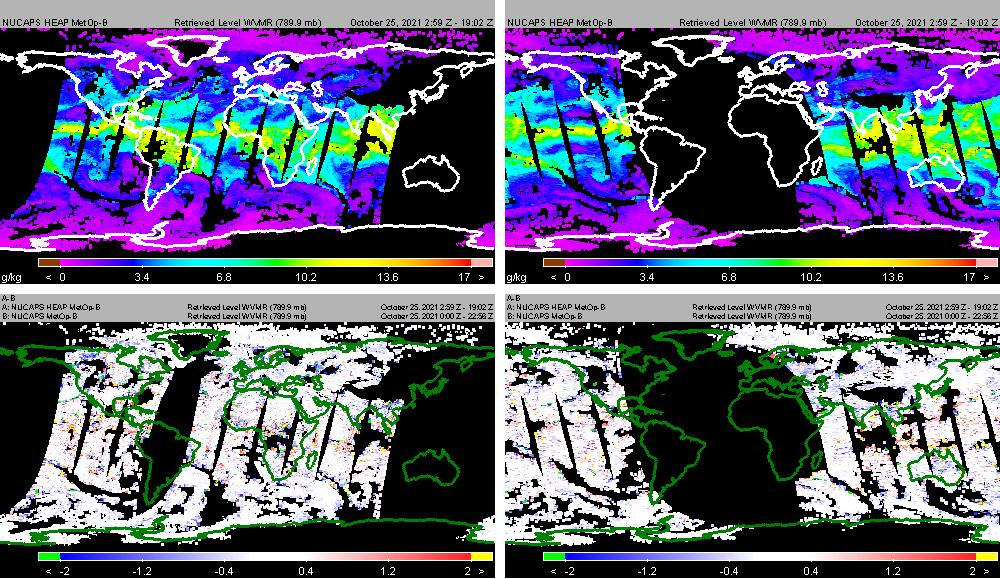 NUCAPS HEAP MetOp-B Retrieved Level WVMR (789.9 mb) October 25, 2021 2:59 Z - 19:02 Z
g/kg < 0 3.4 6.8 10.2 13.6 17 >
NUCAPS HEAP MetOp-B Retrieved Level WVMR (789.9 mb) October 25, 2021 2:59 Z - 19:02 Z
g/kg < 0 3.4 6.8 10.2 13.6 17 >
A-B
A: NUCAPS HEAP MetOp-B Retrieved Level WVMR (789.9 mb) October 25, 2021 2:59 Z - 19:02 Z
B: NUCAPS HEAP MetOp-B Retrieved Level WVMR (789.9 mb) October 25, 2021 0:00 Z - 22:56 Z
< -2 -1.2 -0.4 0.4 1.2 2 >
A-B
A: NUCAPS HEAP MetOp-B Retrieved Level WVMR (789.9 mb) October 25, 2021 2:59 Z - 19:02 Z
B: NUCAPS HEAP MetOp-B Retrieved Level WVMR (789.9 mb) October 25, 2021 0:00 Z - 22:56 Z
< -2 -1.2 -0.4 0.4 1.2 2 >